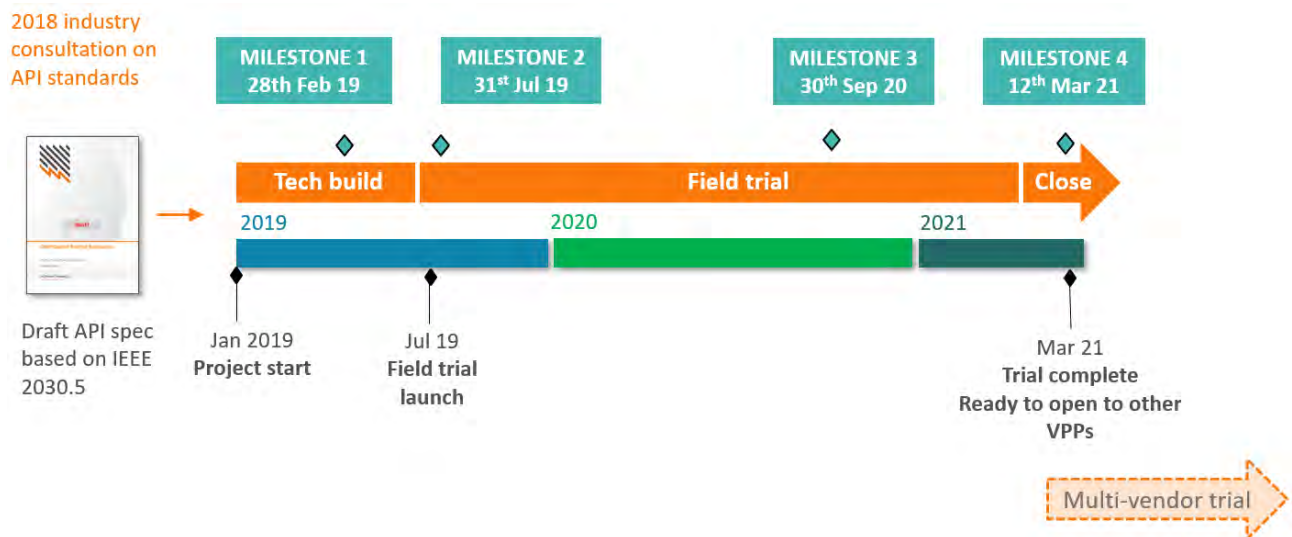 2018 industry
consultation on
API standards
MILESTONE 1
28th Feb 19
MILESTONE 2
31st Jul 19
MILESTONE 3
30th Sep 20
MILESTONE 4
12th Mar 21
Tech build
Field trial
Close
2019
2020
2021
Draft API spec
based on IEEE
2030.5
Jan 2019
Project start
Jul 19
Field trial
launch
Mar 21
Trial complete
Ready to open to other
VPPs
Multi-vendor trial